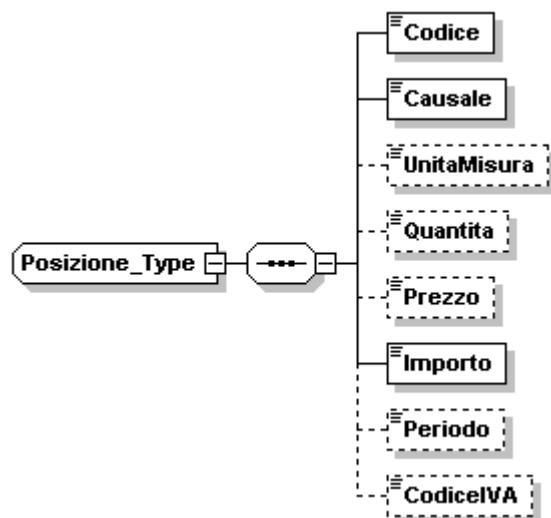 Codice
Causale
UnitaMisura
Quantita
Posizione_Type
Prezzo
Importo
Periodo
CodiceIVA